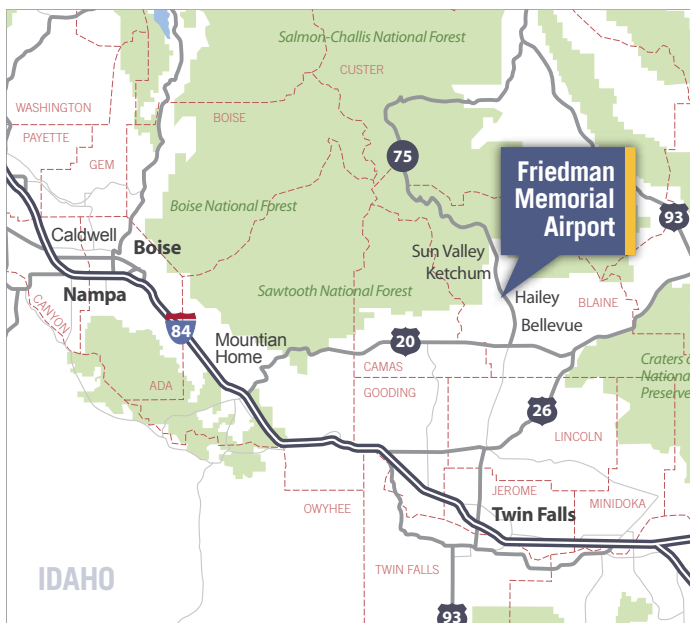 Salmon-Challis National Forest
CUSTER
WASHINGTON
BOISE
PAYETTE
GEM
75
Friedman
Memorial
Airport
93
Boise National Forest
Caldwell
Boise
Sun Valley
Ketchum
Nampa
Sawtooth National Forest
Hailey
BLAINE
CANYON
84
Bellevue
Mountian
Home
20
Craters o
National
Preserve
ADA
CAMAS
GOODING
26
LINCOLN
JEROME
MINIDOKA
OWYHEE
Twin Falls
TWIN FALLS
IDAHO
93